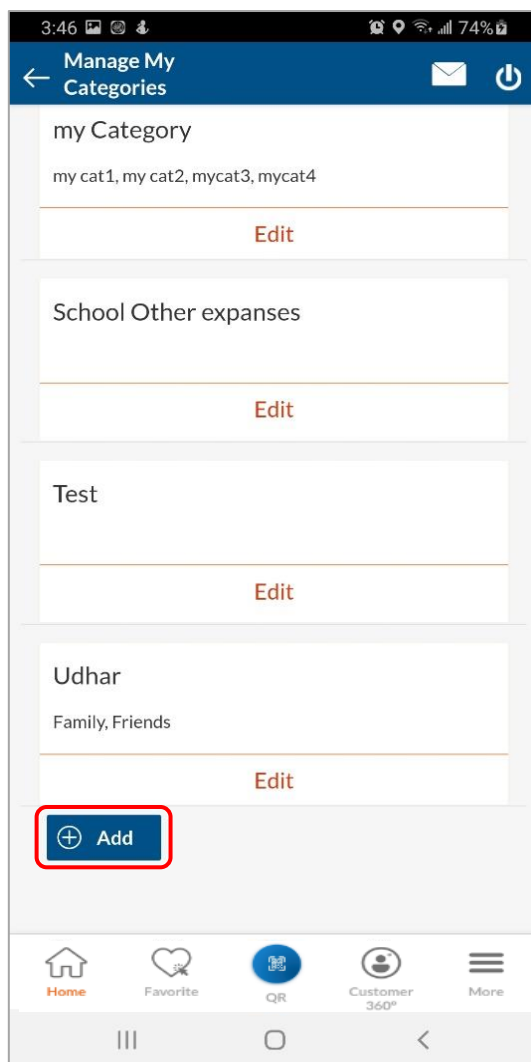 3:46 74%
Manage My
Categories
my Category
my cat1, my cat2, mycat3, mycat4
Edit
School Other expanses
Edit
Test
Edit
Udhar
Family, Friends
Edit
Add
Home Favorite QR Customer 360° More